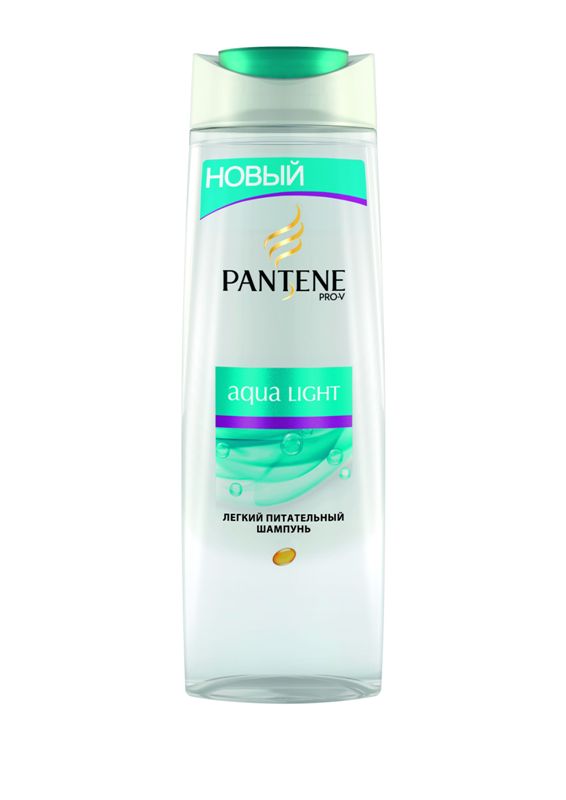 НОВЫЙ
PANTENE
PRO-V
aqua LIGHT
ЛЕГКИЙ ПИТАТЕЛЬНЫЙ
ШАМПУНЬ